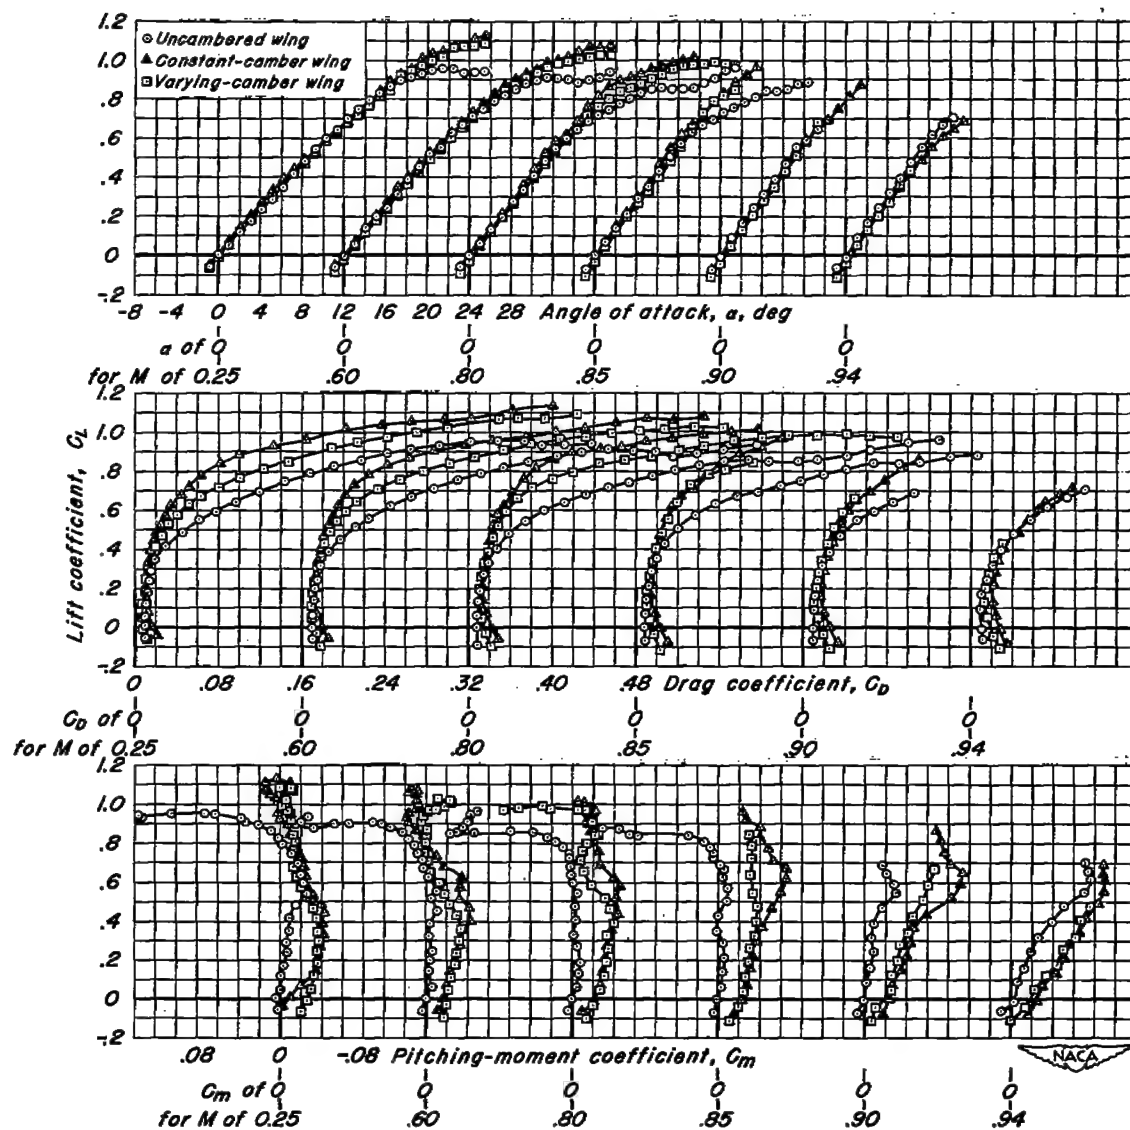 1.2
⊙ Uncambered wing
1.0
▲ Constant-camber wing
.8
⊡ Varying-camber wing
.6
.4
.2
0
-.2
-8 -4 0 4 8 12 16 20 24 28 Angle of attack, α, deg
α of 0 0 0 0 0 0
for M of 0.25 .60 .80 .85 .90 .94
1.2
1.0
.8
.6
.4
.2
0
-.2
Lift coefficient, C_L
0 .08 .16 .24 .32 .40 .48 Drag coefficient, C_D
C_D of 0 0 0 0 0 0
for M of 0.25 .60 .80 .85 .90 .94
1.2
1.0
.8
.6
.4
.2
0
-.2
.08 0 -.08 Pitching-moment coefficient, C_m
NACA
C_m of 0 0 0 0 0 0
for M of 0.25 .60 .80 .85 .90 .94